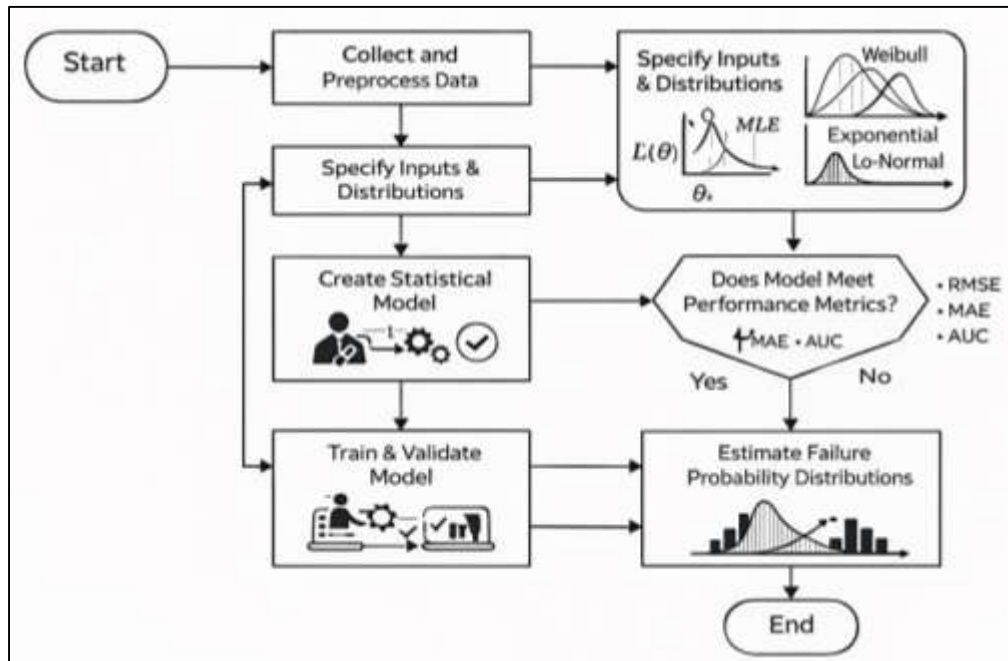 Start
Collect and
Preprocess Data
Specify Inputs
& Distributions
Weibull
MLE
L(θ)
θ
Exponential
Lo-Normal
Specify Inputs &
Distributions
Create Statistical
Model
Does Model Meet
Performance Metrics?
MAE • AUC
• RMSE
• MAE
• AUC
Yes
No
Train & Validate
Model
Estimate Failure
Probability Distributions
End